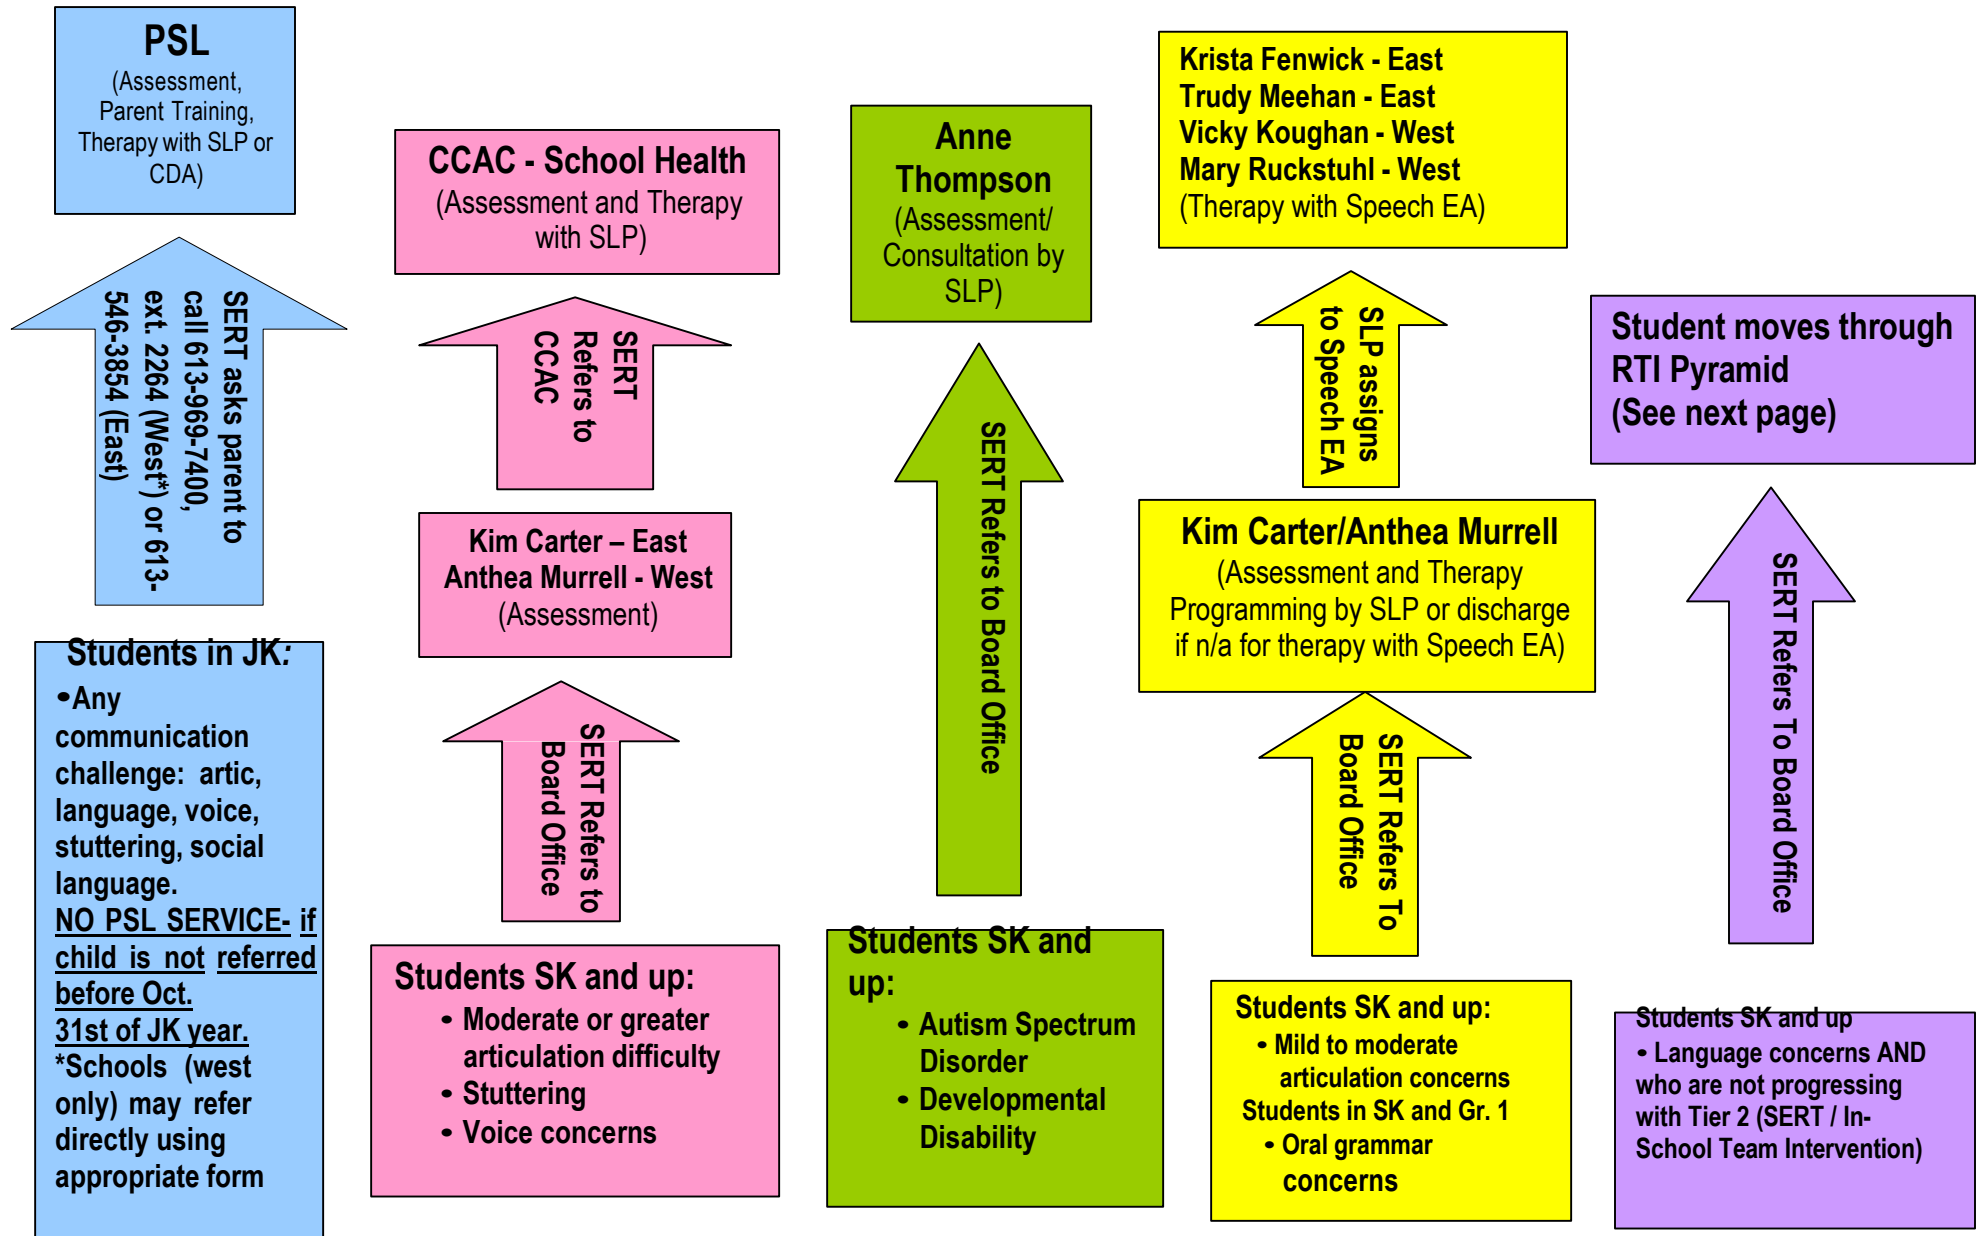 PSL
(Assessment,
Parent Training,
Therapy with SLP or
CDA)
SERT asks parent to
call 613-969-7400,
ext. 2264 (West*) or 613-
546-3854 (East)
Students in JK:
•Any
communication
challenge: artic,
language, voice,
stuttering, social
language.
NO PSL SERVICE- if
child is not referred
before Oct.
31st of JK year.
*Schools (west
only) may refer
directly using
appropriate form
CCAC - School Health
(Assessment and Therapy
with SLP)
SERT
Refers to
CCAC
Kim Carter – East
Anthea Murrell - West
(Assessment)
SERT Refers to
Board Office
Students SK and up:
• Moderate or greater
articulation difficulty
• Stuttering
• Voice concerns
Anne
Thompson
(Assessment/
Consultation by
SLP)
SERT Refers to Board Office
Students SK and
up:
• Autism Spectrum
Disorder
• Developmental
Disability
Krista Fenwick - East
Trudy Meehan - East
Vicky Koughan - West
Mary Ruckstuhl - West
(Therapy with Speech EA)
SLP assigns
to Speech EA
Kim Carter/Anthea Murrell
(Assessment and Therapy
Programming by SLP or discharge
if n/a for therapy with Speech EA)
SERT Refers To
Board Office
Students SK and up:
• Mild to moderate
articulation concerns
Students in SK and Gr. 1
• Oral grammar
concerns
Student moves through
RTI Pyramid
(See next page)
SERT Refers To Board Office
Students SK and up
• Language concerns AND
who are not progressing
with Tier 2 (SERT / In-
School Team Intervention)